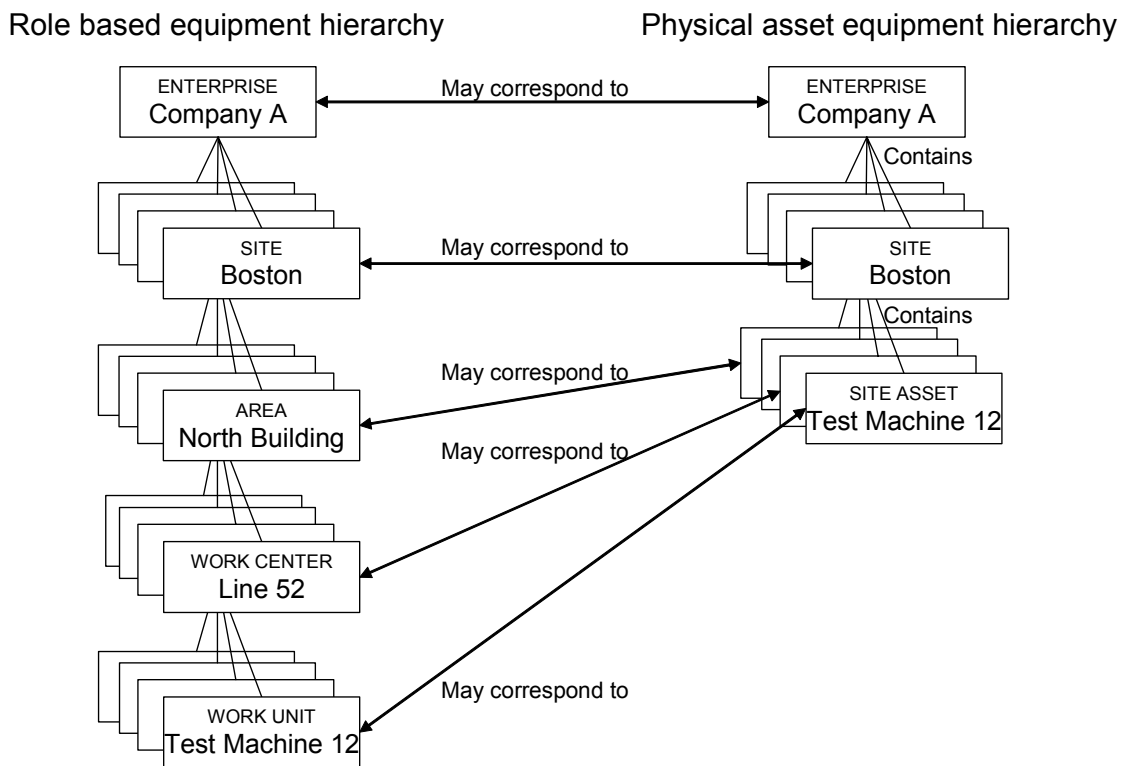 Role based equipment hierarchy
Physical asset equipment hierarchy
ENTERPRISE
Company A
May correspond to
ENTERPRISE
Company A
Contains
SITE
Boston
May correspond to
SITE
Boston
Contains
AREA
North Building
May correspond to
SITE ASSET
Test Machine 12
May correspond to
WORK CENTER
Line 52
May correspond to
WORK UNIT
Test Machine 12